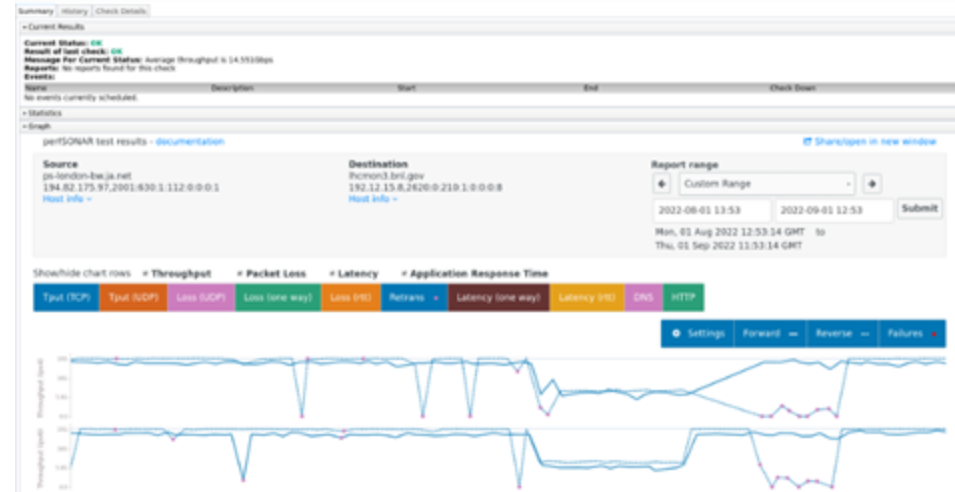 Summary History Check Details
Current Results
Current Status: OK
Result of last check: OK
Message For Current Status: Average throughput is 14.551Gbps
Reports: No reports found for this check
Events:
Name Description Start End Check Down
No events currently scheduled.
Statistics
Graph
perfSONAR test results - documentation
Share/open in new window
Source
ps-london-bw.ja.net
194.82.175.97,2001:630:1:112:0:0:0:1
Host info
Destination
lhcmon3.bnl.gov
192.12.15.8,2620:0:210:1:0:0:0:8
Host info
Report range
Custom Range
2022-08-01 13:53 2022-09-01 12:53 Submit
Mon, 01 Aug 2022 12:53:14 GMT to
Thu, 01 Sep 2022 11:53:14 GMT
Show/hide chart rows Throughput Packet Loss Latency Application Response Time
Tput (TCP) Tput (UDP) Loss (UDP) Loss (one way) Loss (rtt) Retrans Latency (one way) Latency (rtt) DNS HTTP
Settings Forward Reverse Failures
Throughput (ipv4)
Throughput (ipv6)